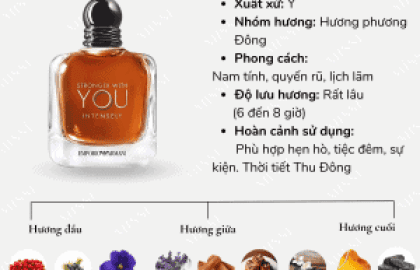 • Xuất xứ: Ý
• Nhóm hương: Hương phương
Đông
• Phong cách:
Nam tính, quyến rũ, lịch lãm
• Độ lưu hương: Rất lâu
(6 đến 8 giờ)
• Hoàn cảnh sử dụng:
Phù hợp hẹn hò, tiệc đêm, sự
kiện. Thời tiết Thu Đông
STRONGER WITH
YOU
INTENSELY
EMPORIO ARMANI
Hương đầu
Hương giữa
Hương cuối